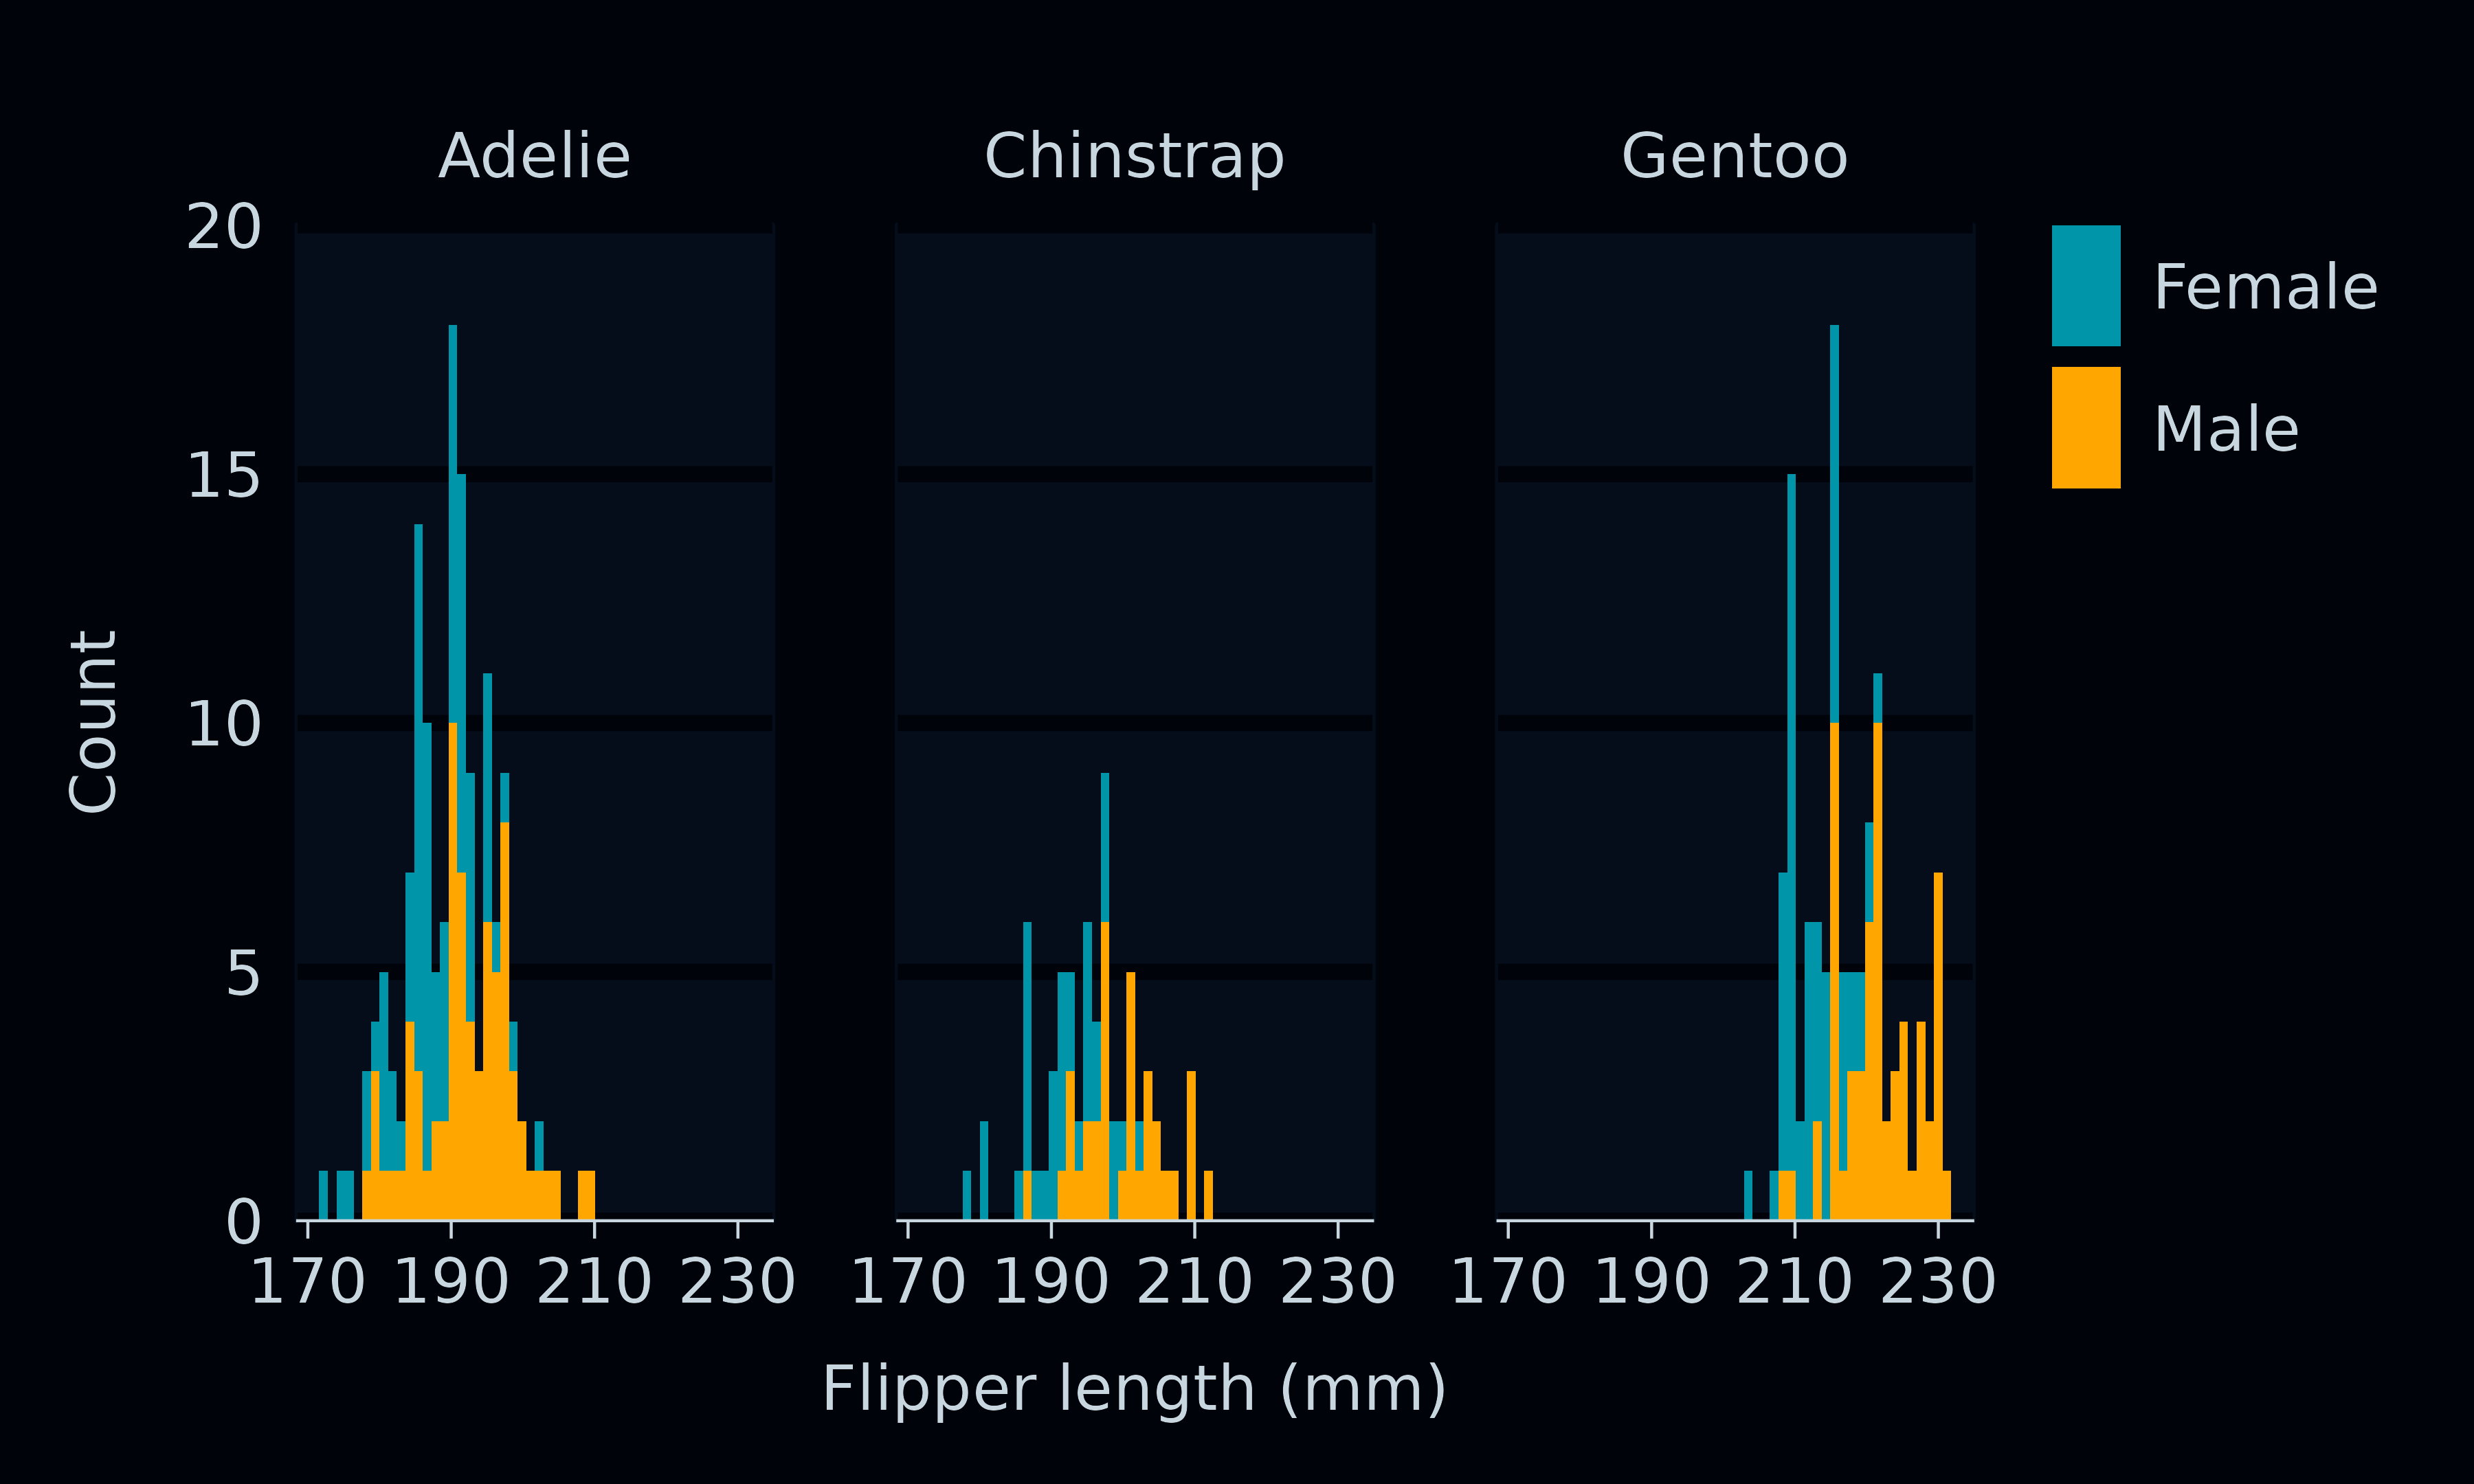 Adelie Chinstrap Gentoo
20
15
10
5
0
Count
Female
Male
170 190 210 230 170 190 210 230 170 190 210 230
Flipper length (mm)